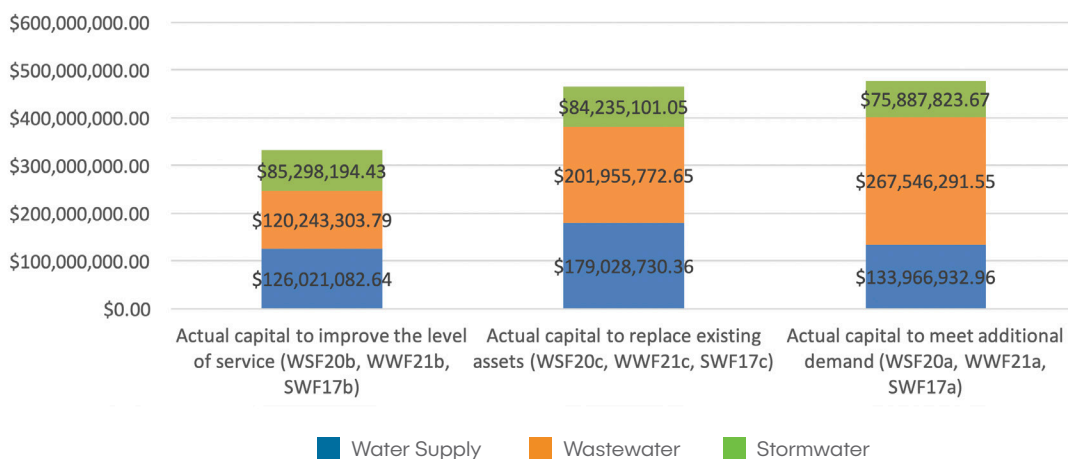 $600,000,000.00
$500,000,000.00
$400,000,000.00
$300,000,000.00
$200,000,000.00
$100,000,000.00
$0.00
$85,298,194.43
$120,243,303.79
$126,021,082.64
$84,235,101.05
$201,955,772.65
$179,028,730.36
$75,887,823.67
$267,546,291.55
$133,966,932.96
Actual capital to improve the level
of service (WSF20b, WWF21b,
SWF17b)
Actual capital to replace existing
assets (WSF20c, WWF21c, SWF17c)
Actual capital to meet additional
demand (WSF20a, WWF21a,
SWF17a)
Water Supply
Wastewater
Stormwater